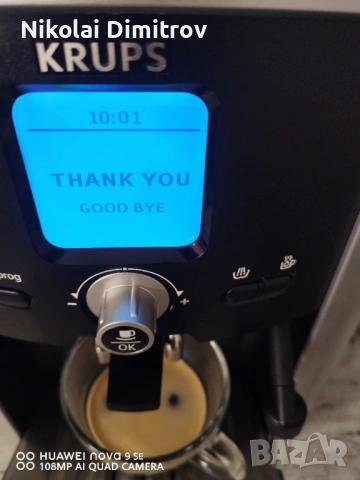 Nikolai Dimitrov
KRUPS
10:01
THANK YOU
GOOD BYE
prog
- +
OK
BAZAR
HUAWEI nova 9 SE
108MP AI QUAD CAMERA